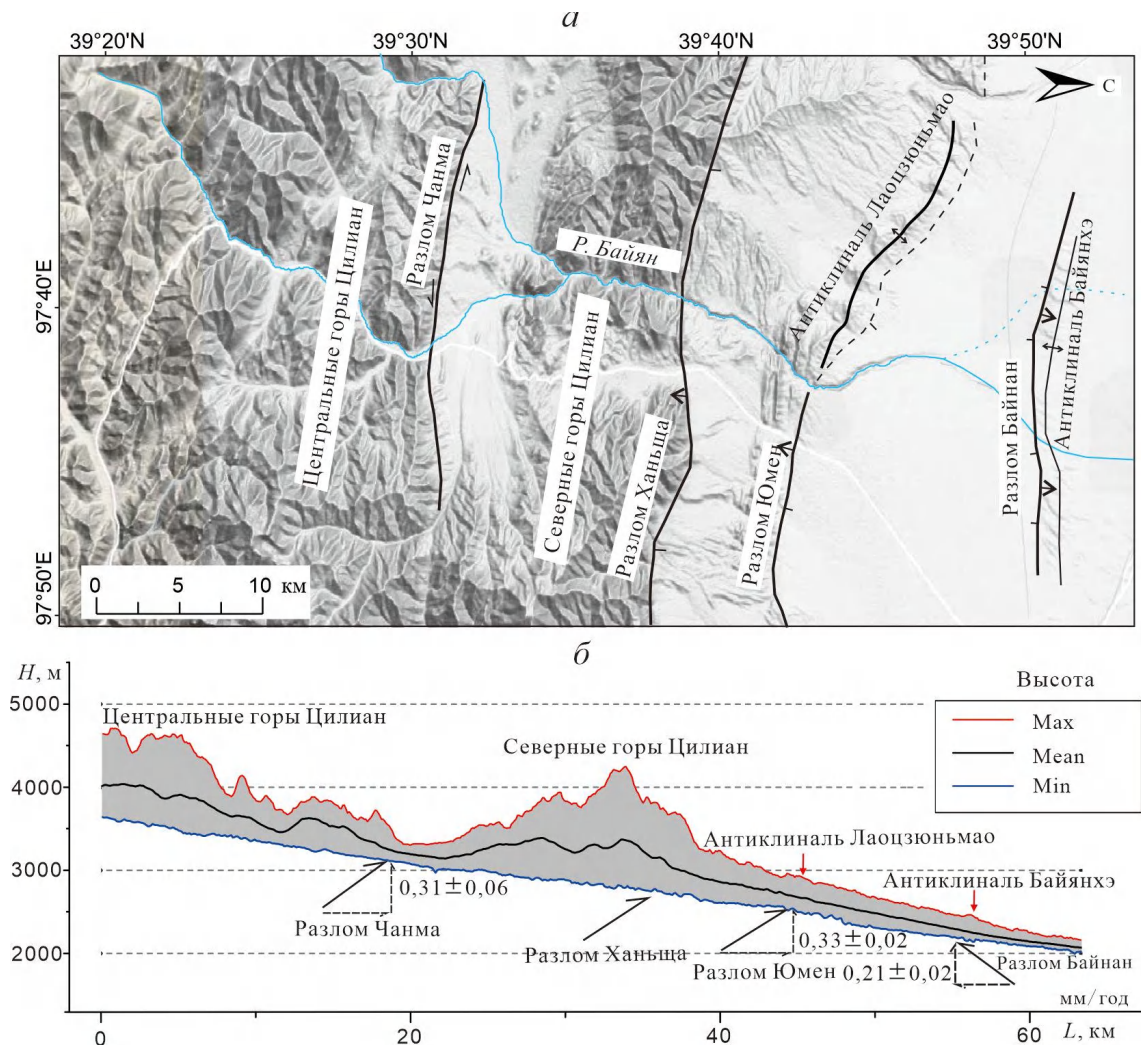 а
39°20'N 39°30'N 39°40'N 39°50'N
С
97°40'E
97°50'E
Центральные горы Цилиан
Разлом Чанма
Р. Байян
Северные горы Цилиан
Разлом Ханьща
Разлом Юмен
Антиклиналь Лаоцзюньмао
Разлом Байнан
Антиклиналь Байянхэ
0 5 10 км
б
H, м
5000
4000
3000
2000
Центральные горы Цилиан
Северные горы Цилиан
Высота
Max
Mean
Min
Антиклиналь Лаоцзюньмао
Антиклиналь Байянхэ
0,31±0,06
Разлом Чанма
Разлом Ханьща
0,33±0,02
Разлом Юмен
0,21±0,02
Разлом Байнан
мм/год
0 20 40 60 L, км